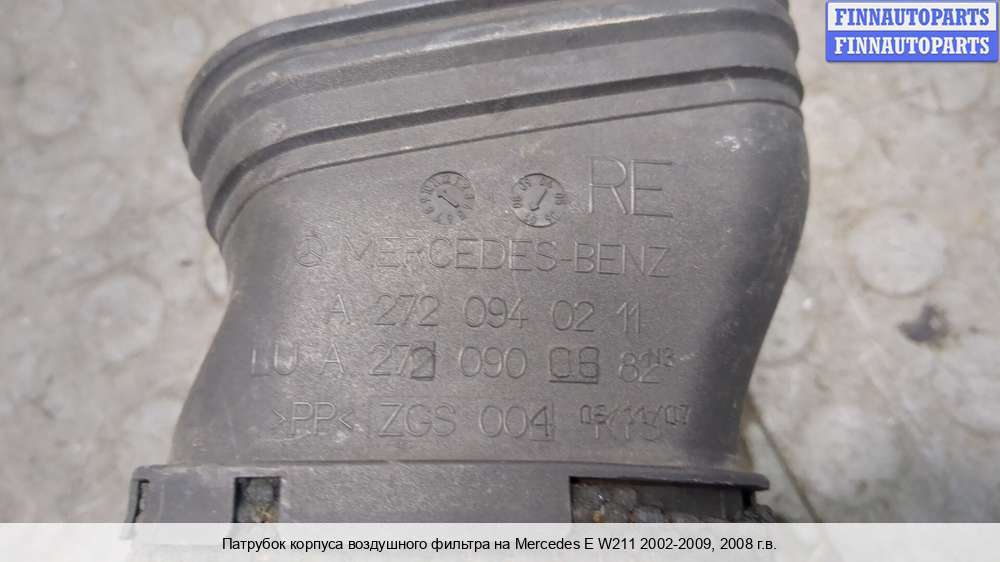 FINNAUTOPARTS
FINNAUTOPARTS
RE
MERCEDES-BENZ
A 272 094 02 11
LU A 272 090 82
>PP< ZGS 004
Патрубок корпуса воздушного фильтра на Mercedes E W211 2002-2009, 2008 г.в.